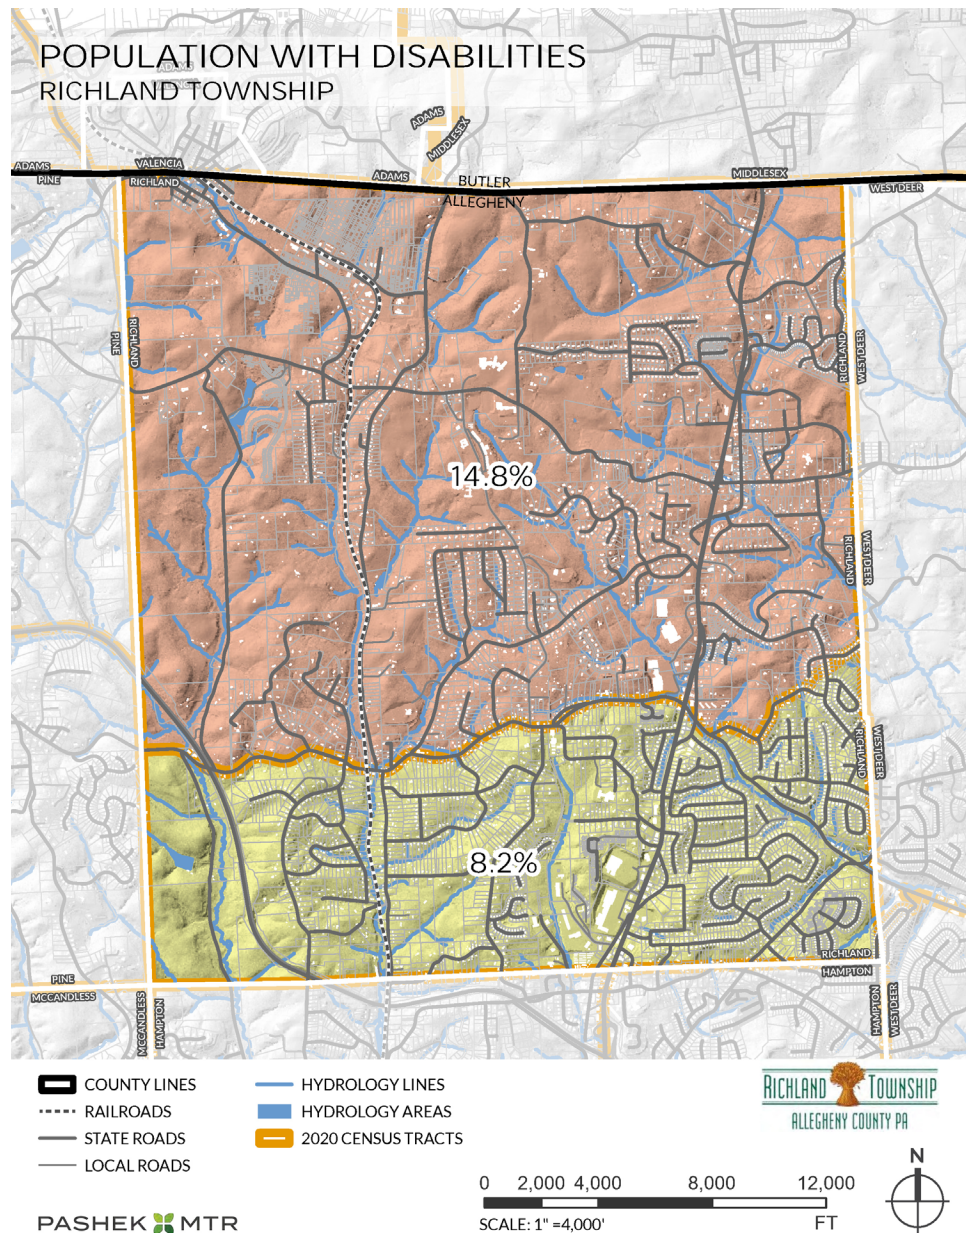 POPULATION WITH DISABILITIES
RICHLAND TOWNSHIP
ADAMS
ADAMS
MIDDLESEX
ADAMS
PINE
VALENCIA
RICHLAND
ADAMS
BUTLER
ALLEGHENY
MIDDLESEX
WEST DEER
PINE
RICHLAND
RICHLAND
WEST DEER
14.8%
RICHLAND
WEST DEER
RICHLAND
WEST DEER
8.2%
PINE
MCCANDLESS
MCCANDLESS
HAMPTON
RICHLAND
HAMPTON
HAMPTON
WEST DEER
COUNTY LINES
RAILROADS
STATE ROADS
LOCAL ROADS
HYDROLOGY LINES
HYDROLOGY AREAS
2020 CENSUS TRACTS
RICHLAND TOWNSHIP
ALLEGHENY COUNTY PA
PASHEK MTR
0 2,000 4,000 8,000 12,000
SCALE: 1" =4,000'
FT
N